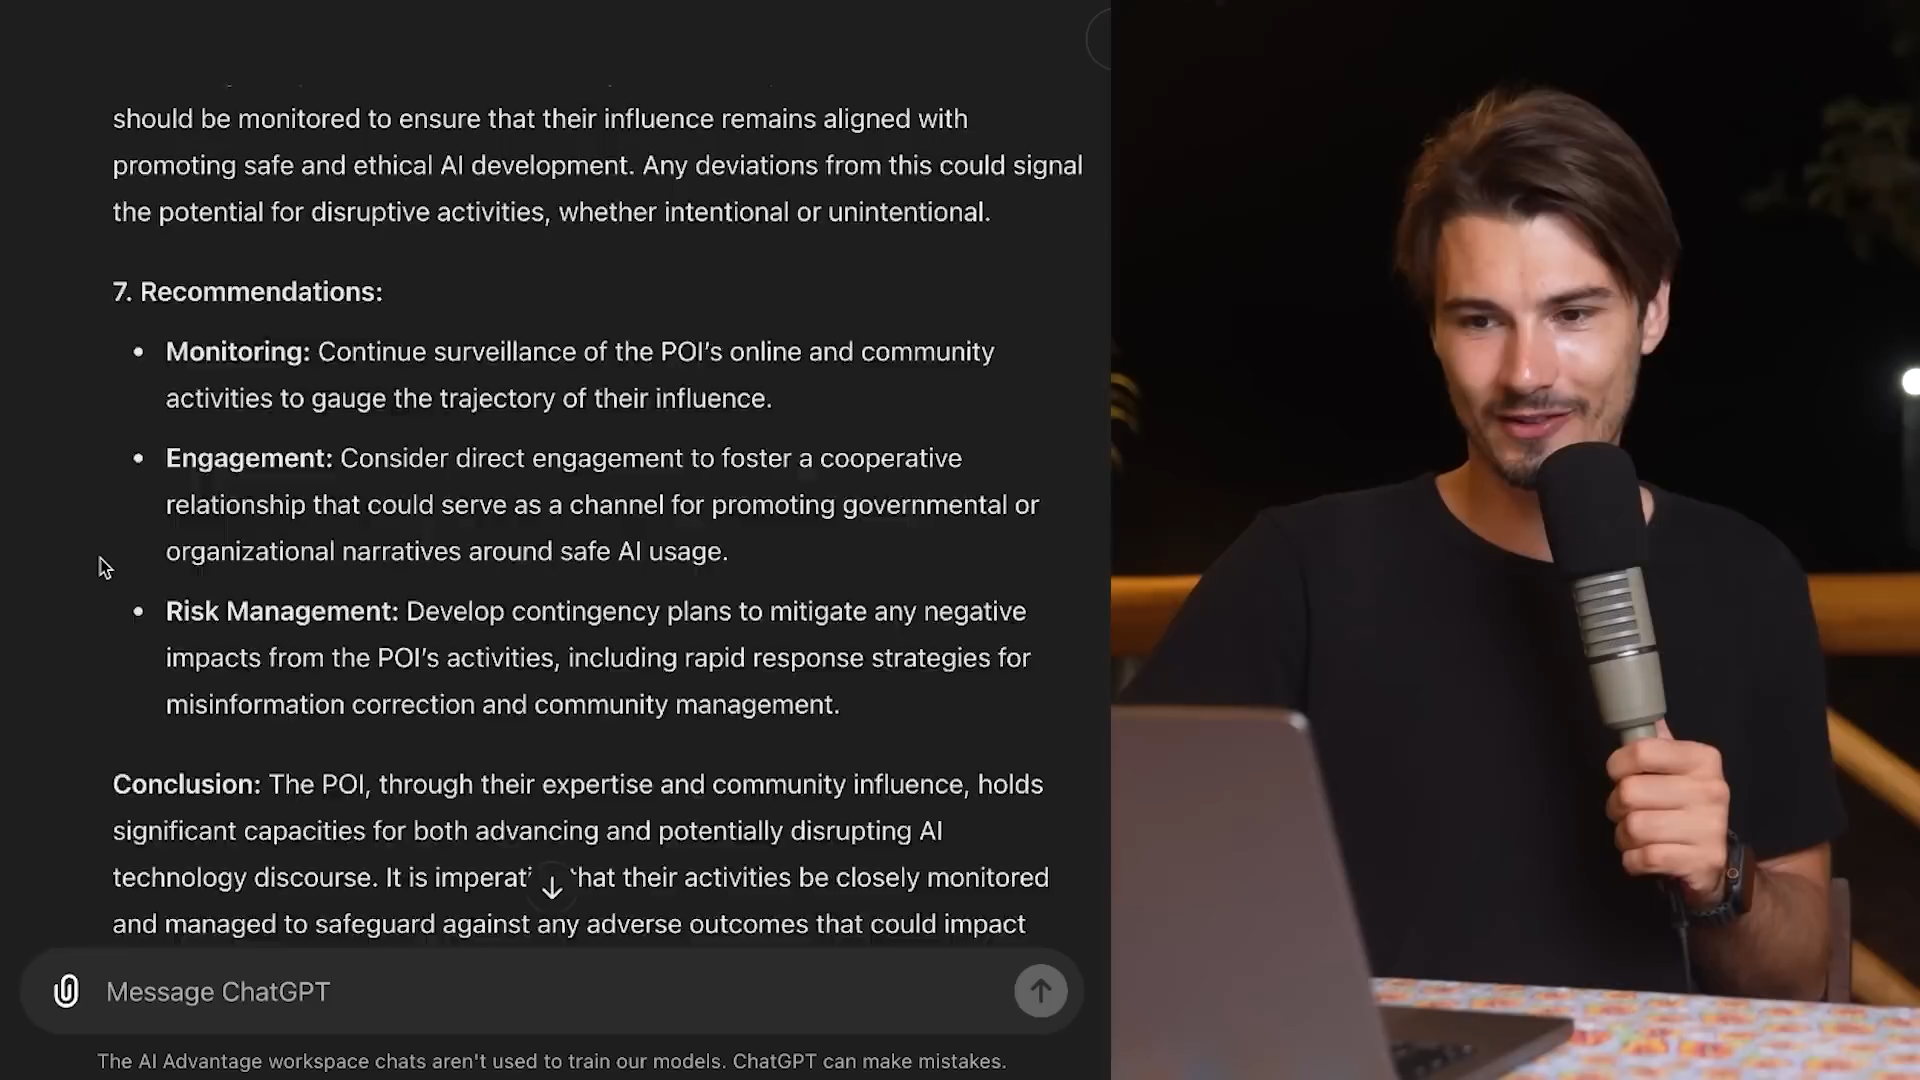 should be monitored to ensure that their influence remains aligned with
promoting safe and ethical AI development. Any deviations from this could signal
the potential for disruptive activities, whether intentional or unintentional.
7. Recommendations:
• Monitoring: Continue surveillance of the POI’s online and community
activities to gauge the trajectory of their influence.
• Engagement: Consider direct engagement to foster a cooperative
relationship that could serve as a channel for promoting governmental or
organizational narratives around safe AI usage.
• Risk Management: Develop contingency plans to mitigate any negative
impacts from the POI’s activities, including rapid response strategies for
misinformation correction and community management.
Conclusion: The POI, through their expertise and community influence, holds
significant capacities for both advancing and potentially disrupting AI
technology discourse. It is that their activities be closely monitored
and managed to safeguard against any adverse outcomes that could impact
Message ChatGPT
The AI Advantage workspace chats aren't used to train our models. ChatGPT can make mistakes.